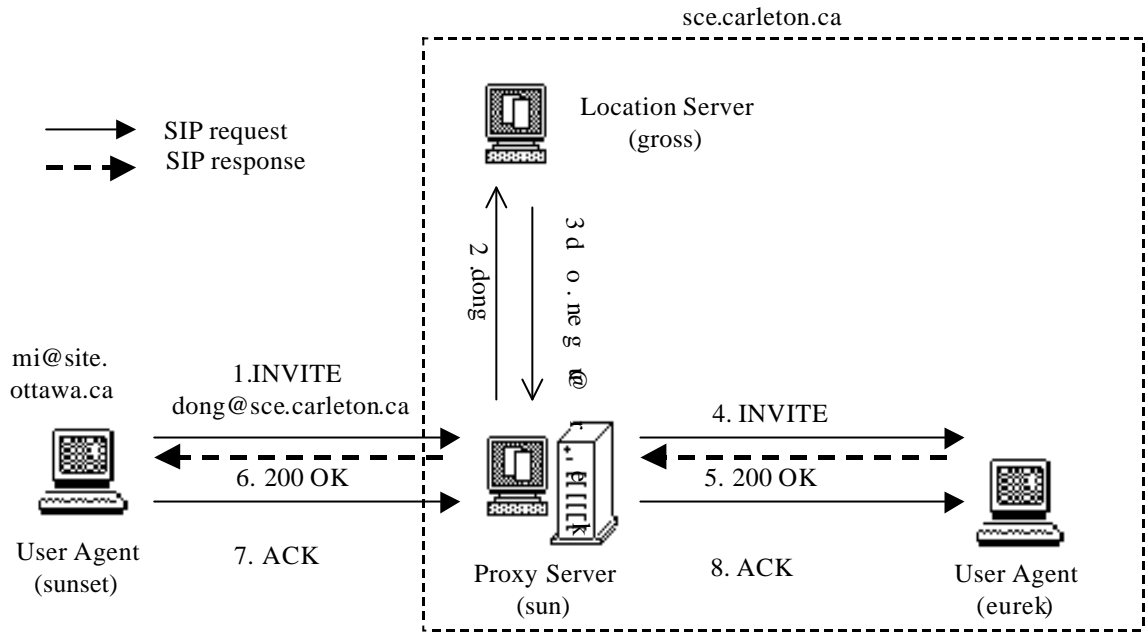 sce.carleton.ca
Location Server
(gross)
SIP request
SIP response
2 .dong
mi@site.
ottawa.ca
1.INVITE
dong@sce.carleton.ca
4. INVITE
6. 200 OK
5. 200 OK
7. ACK
8. ACK
User Agent
(sunset)
Proxy Server
(sun)
User Agent
(eurek)